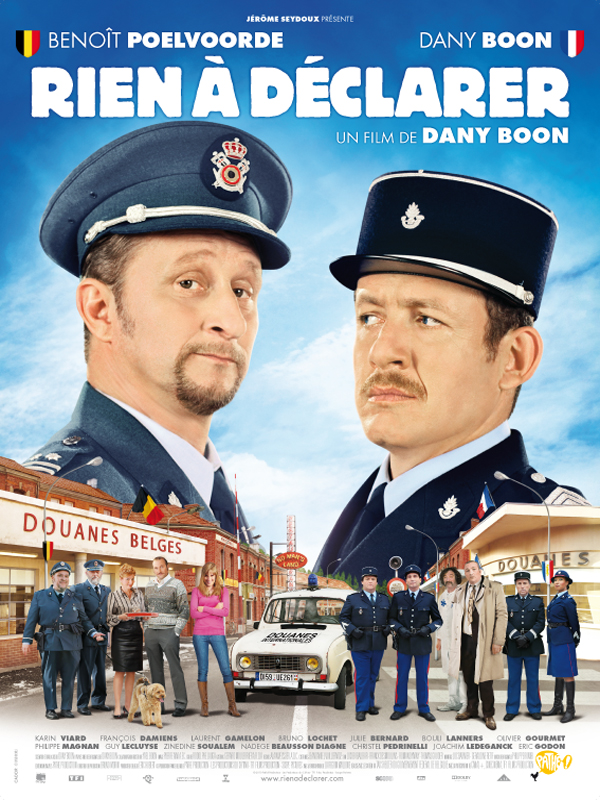 JÉRÔME SEYDOUX PRÉSENTE
BENOÎT POELVOORDE
DANY BOON
RIEN À DÉCLARER
UN FILM DE DANY BOON
DOUANES BELGES
DOUANES
DOUANES
INTERNATIONALES
KARIN VIARD FRANÇOIS DAMIENS LAURENT GAMELON BRUNO LOCHET JULIE BERNARD BOULI LANNERS OLIVIER GOURMET
PHILIPPE MAGNAN GUY LECLUYSE ZINEDINE SOUALEM NADEGE BEAUSSON DIAGNE CHRISTEL PEDRINELLI JOACHIM LEDEGANCK ERIC GODON
PATHÉ!
TF1
www.rienadeclarer.com